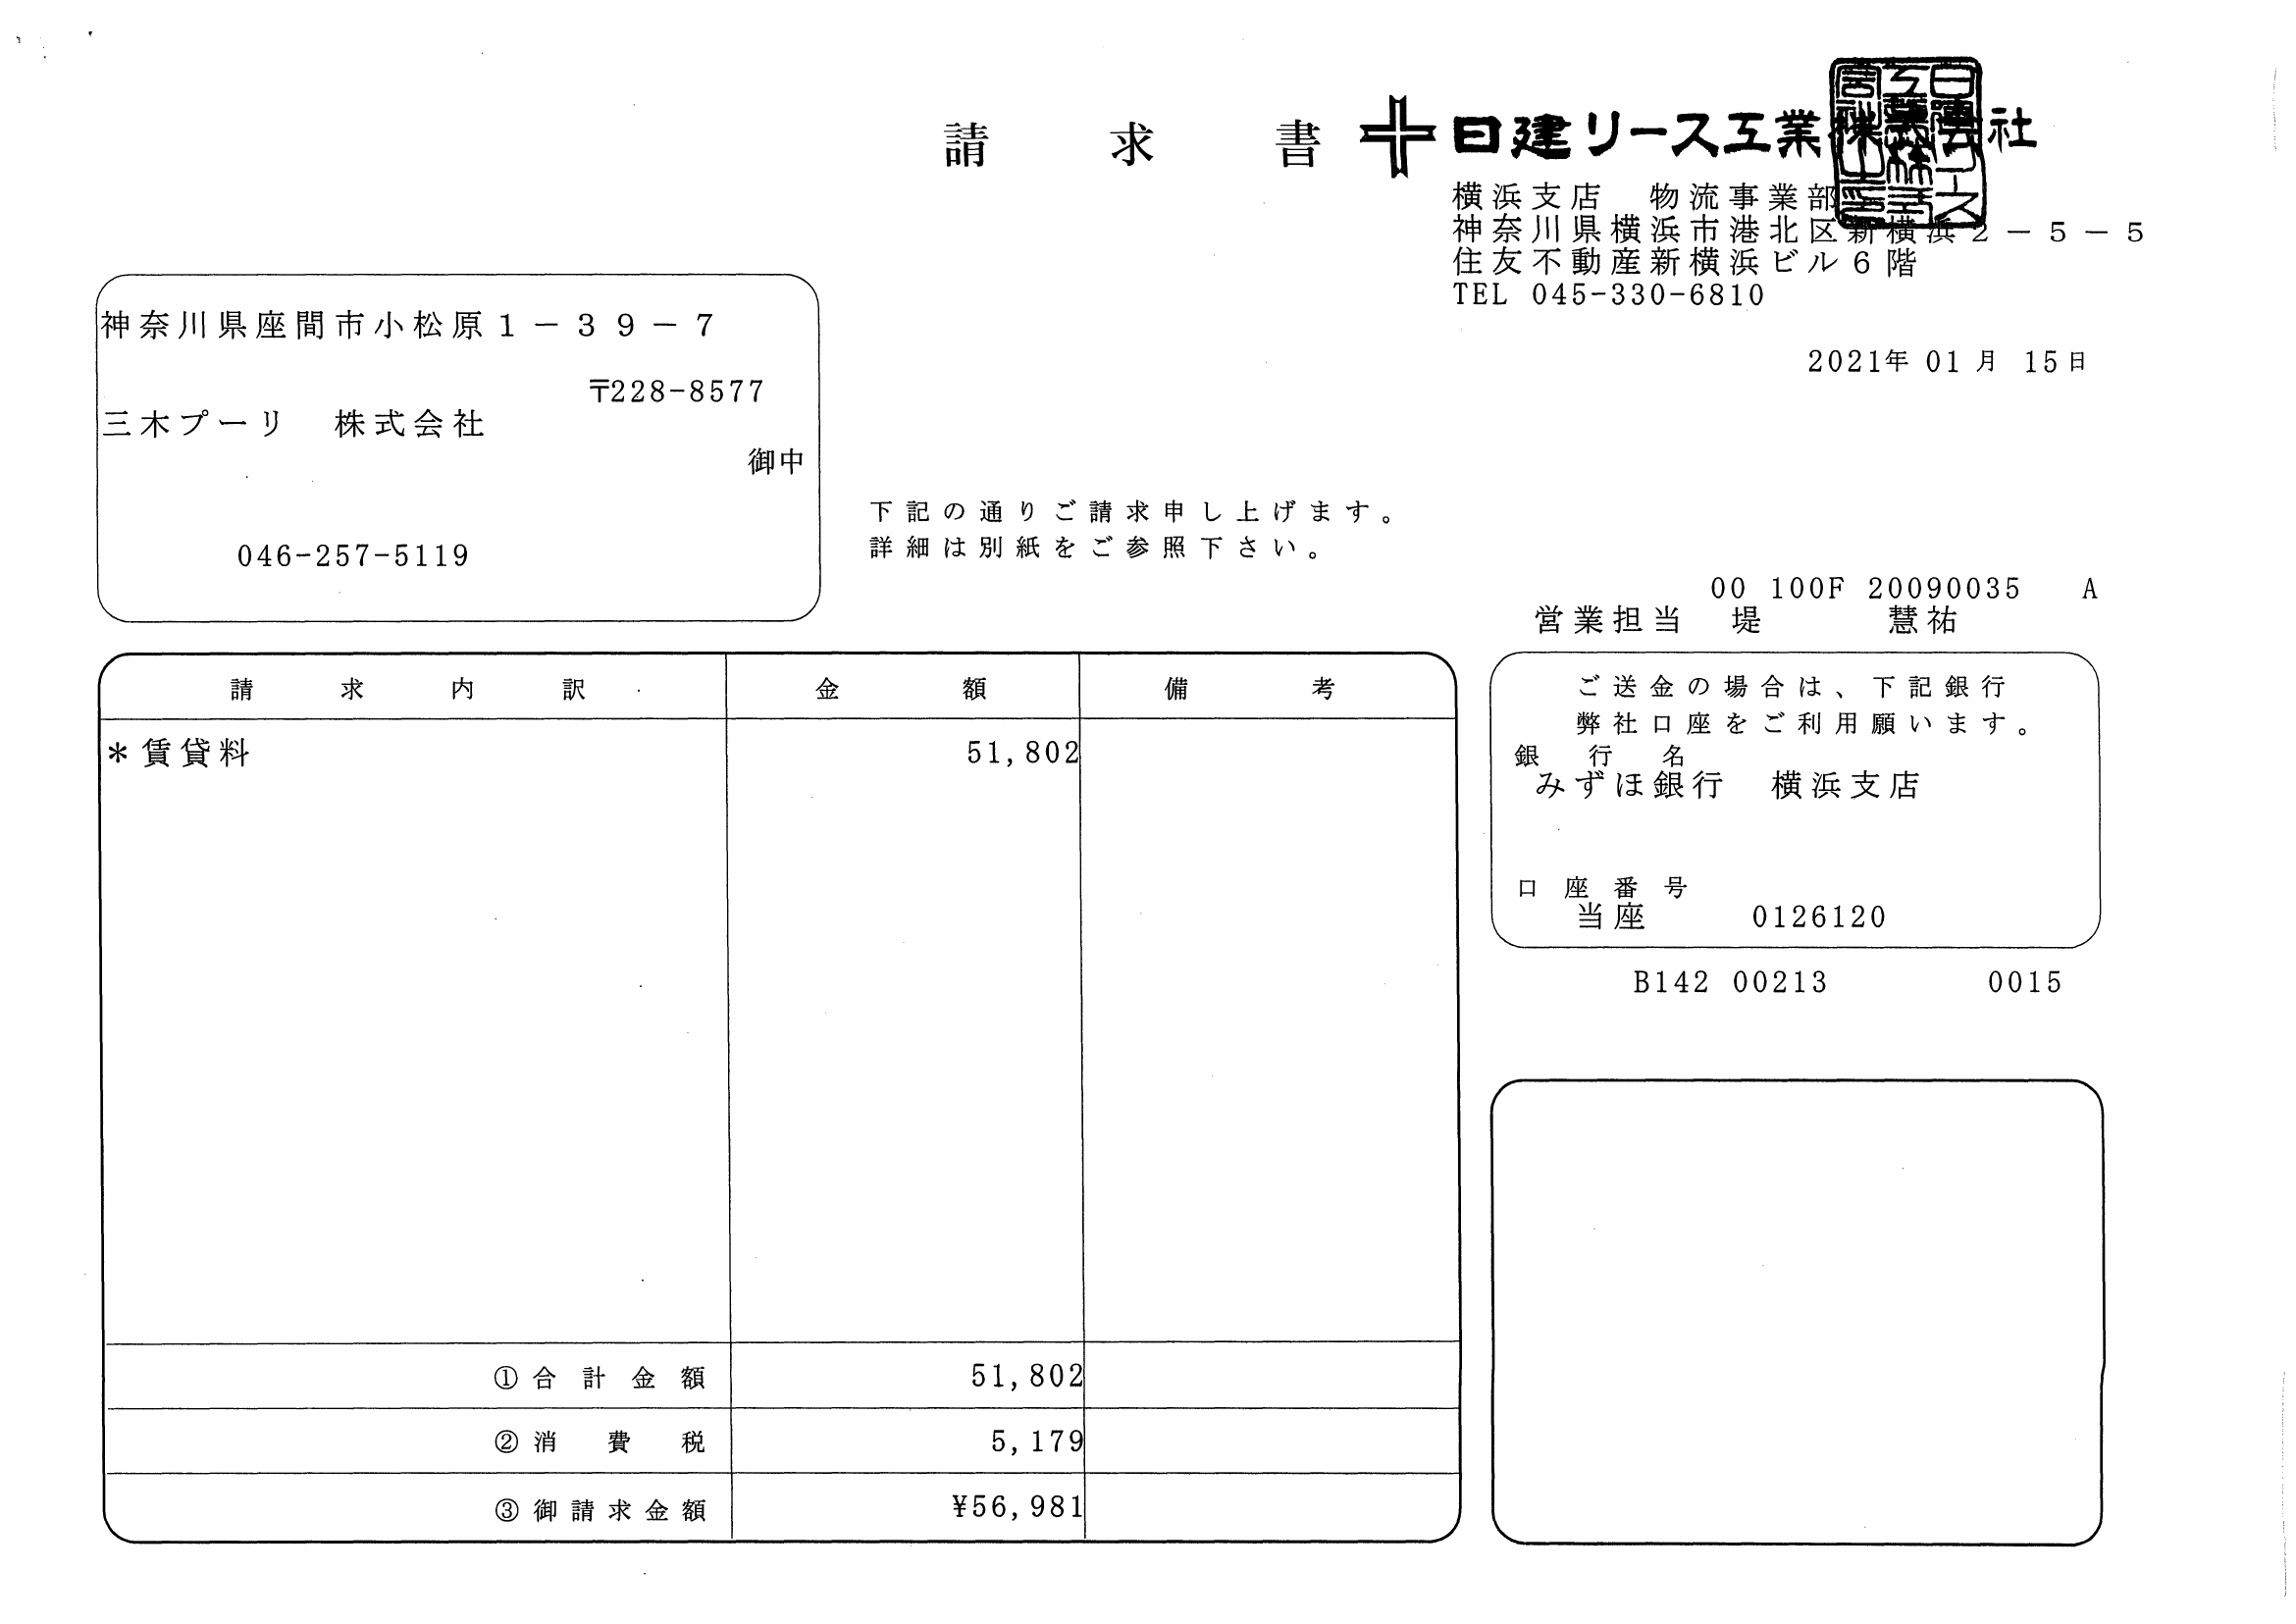 請求書
日建リース工業株式会社
横浜支店　物流事業部
神奈川県横浜市港北区新横浜２－５－５
住友不動産新横浜ビル６階
TEL 045-330-6810
2021年 01月 15日
神奈川県座間市小松原１－３９－７
〒228-8577
三木プーリ　株式会社
御中
046-257-5119
下記の通りご請求申し上げます。
詳細は別紙をご参照下さい。
00 100F 20090035 A
営業担当　堤　慧祐
請求内訳 金額 備考
＊賃貸料 51,802
①合計金額 51,802
②消費税 5,179
③御請求金額 ¥56,981
ご送金の場合は、下記銀行
弊社口座をご利用願います。
銀行名
みずほ銀行　横浜支店
口座番号
当座 0126120
B142 00213 0015